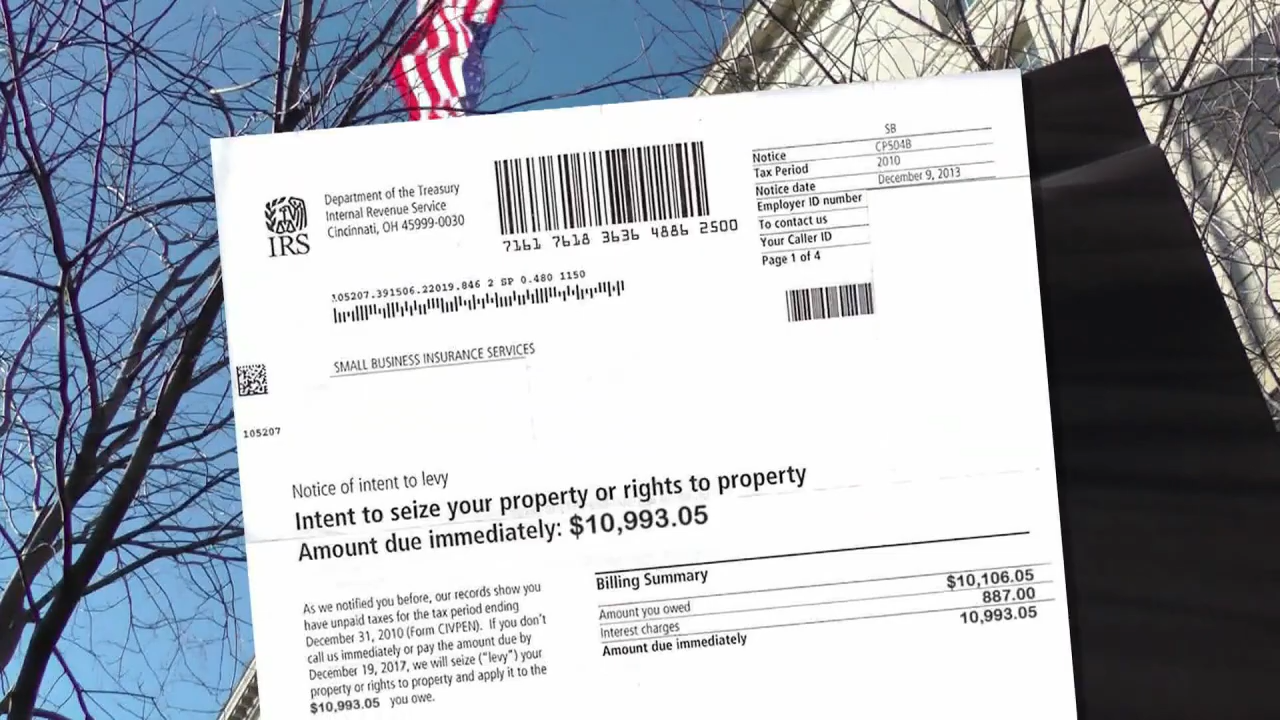 SB
Notice CP504B
Tax Period 2010
Notice date December 9, 2013
Employer ID number
To contact us
Your Caller ID
Page 1 of 4
IRS
Department of the Treasury
Internal Revenue Service
Cincinnati, OH 45999-0030
7161 7618 3636 4886 2500
105207.391506.22019.846 2 SP 0.480 1150
SMALL BUSINESS INSURANCE SERVICES
105207
Notice of intent to levy
Intent to seize your property or rights to property
Amount due immediately: $10,993.05
As we notified you before, our records show you
have unpaid taxes for the tax period ending
December 31, 2010 (Form CIVPEN). If you don't
call us immediately or pay the amount due by
December 19, 2017, we will seize ("levy") your
property or rights to property and apply it to the
$10,993.05 you owe.
Billing Summary
Amount you owed $10,106.05
Interest charges 887.00
Amount due immediately 10,993.05